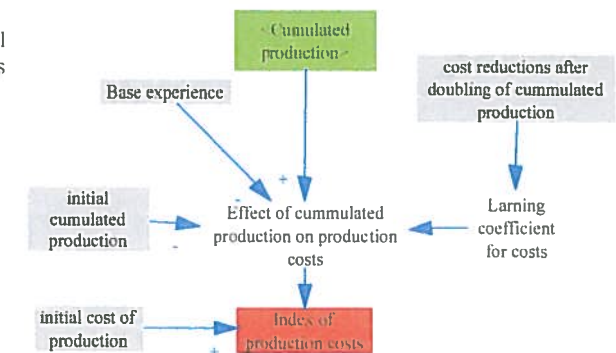 l
s
<Cumulated
production>
cost reductions after
doubling of cummulated
production
Base experience
+
-
initial
cumulated
production
-
Effect of cummulated
production on production
costs
Larning
coefficient
for costs
initial cost of
production
+
Index of
production costs
+